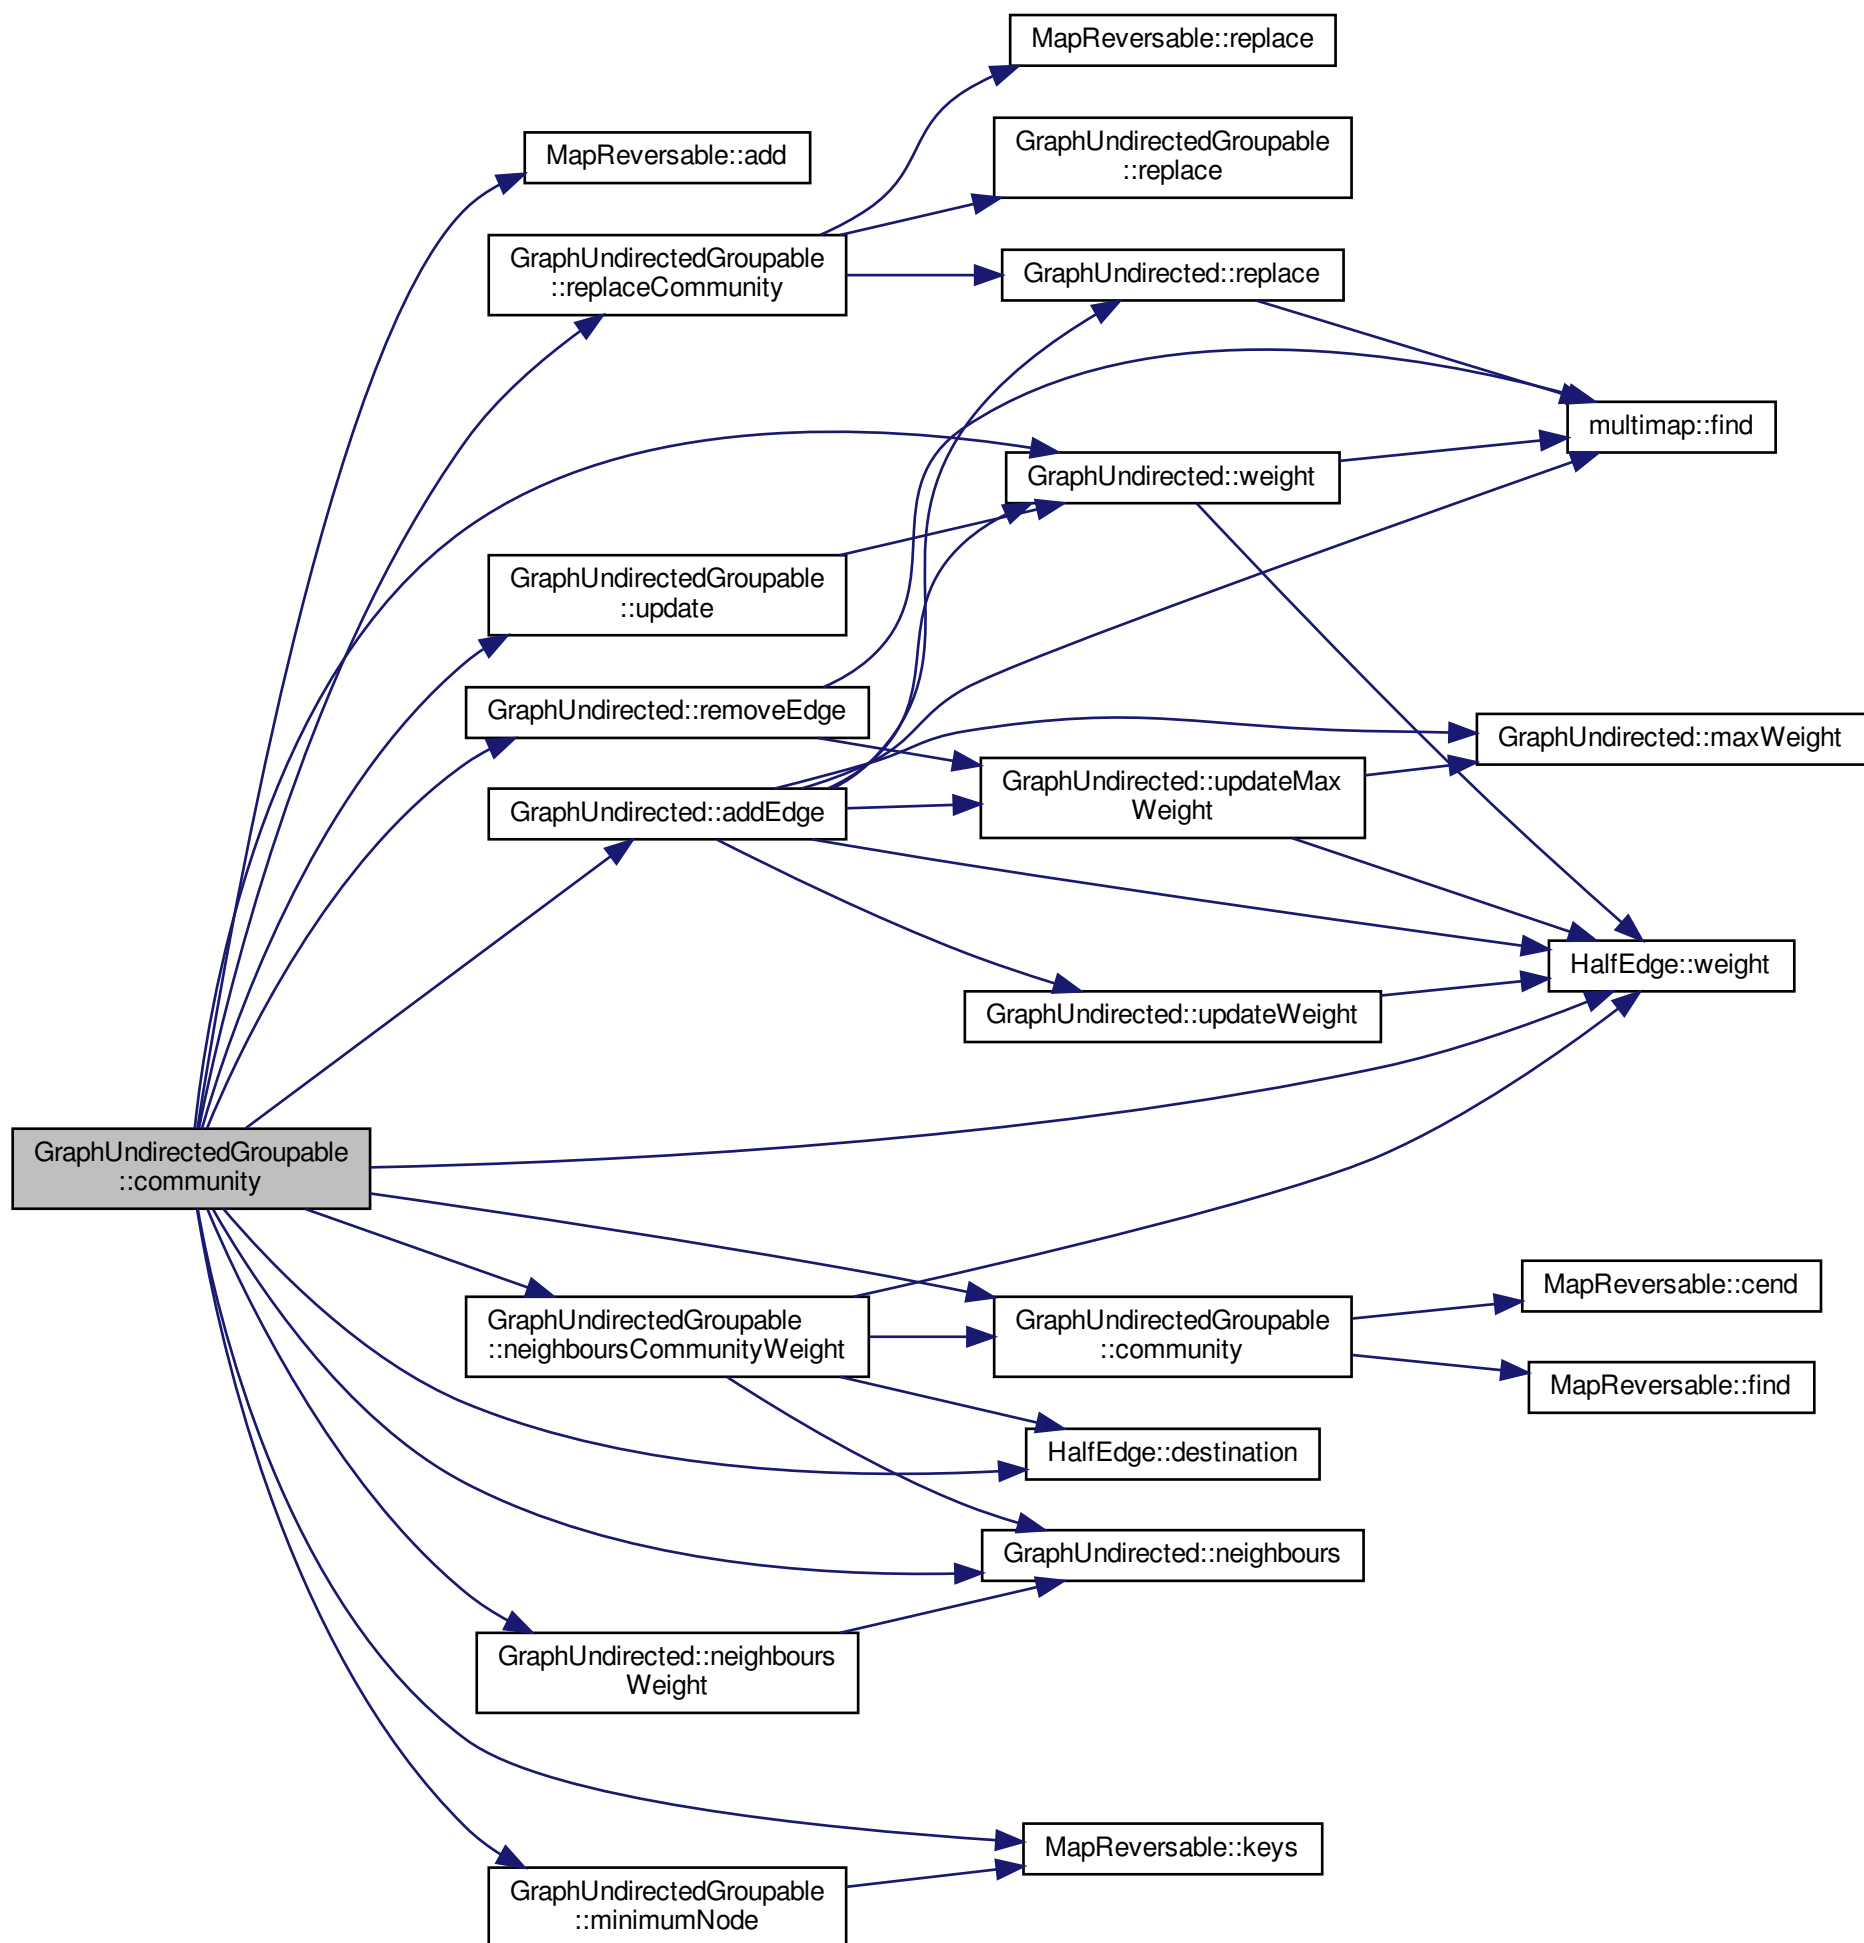 MapReversable::replace
GraphUndirectedGroupable
::replace
MapReversable::add
GraphUndirectedGroupable
::replaceCommunity
GraphUndirected::replace
multimap::find
GraphUndirected::weight
GraphUndirectedGroupable
::update
GraphUndirected::removeEdge
GraphUndirected::maxWeight
GraphUndirected::updateMax
Weight
GraphUndirected::addEdge
HalfEdge::weight
GraphUndirected::updateWeight
GraphUndirectedGroupable
::community
MapReversable::cend
GraphUndirectedGroupable
::neighboursCommunityWeight
GraphUndirectedGroupable
::community
MapReversable::find
HalfEdge::destination
GraphUndirected::neighbours
GraphUndirected::neighbours
Weight
MapReversable::keys
GraphUndirectedGroupable
::minimumNode